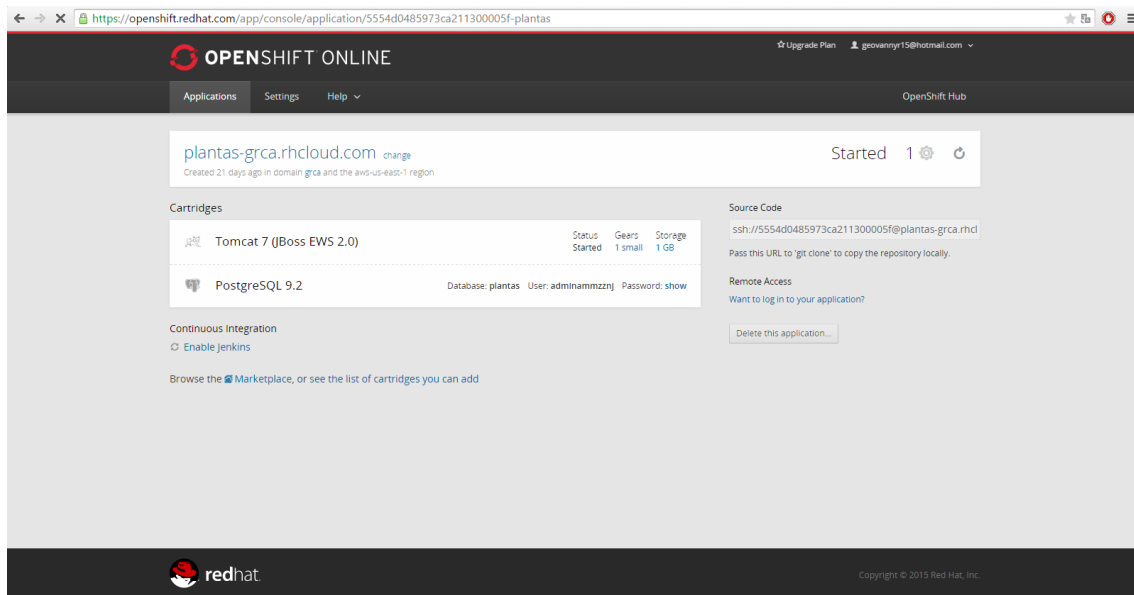 https://openshift.redhat.com/app/console/application/5554d0485973ca211300005f-plantas
OPENSHIFT ONLINE
Upgrade Plan geovannyr15@hotmail.com
Applications Settings Help OpenShift Hub
plantas-grca.rhcloud.com change
Started 1
Created 21 days ago in domain grca and the aws-us-east-1 region
Cartridges
Tomcat 7 (JBoss EWS 2.0)
Status Gears Storage
Started 1 small 1 GB
PostgreSQL 9.2
Database: plantas User: adminammzznj Password: show
Continuous Integration
Enable Jenkins
Browse the Marketplace, or see the list of cartridges you can add
Source Code
ssh://5554d0485973ca211300005f@plantas-grca.rhcl
Pass this URL to 'git clone' to copy the repository locally.
Remote Access
Want to log in to your application?
Delete this application...
redhat.
Copyright © 2015 Red Hat, Inc.